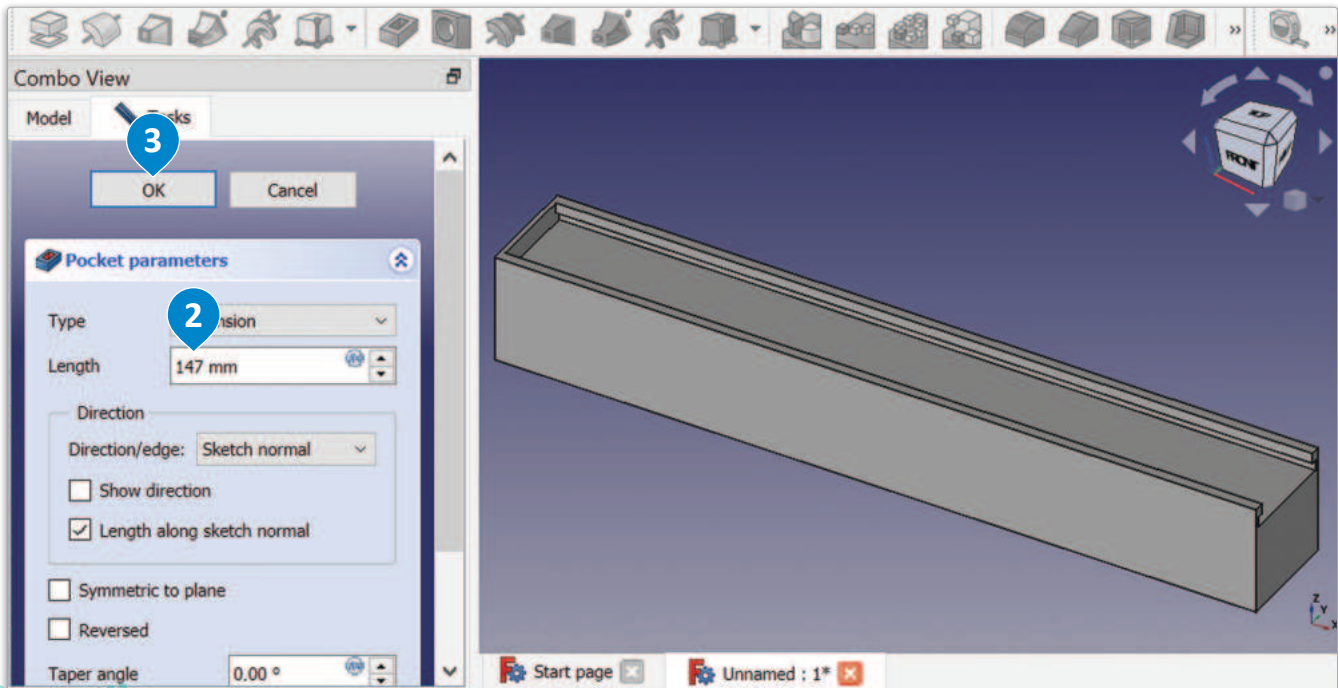 Combo View
Model
3
OK
Cancel
Pocket parameters
Type
2
Length
147 mm
Direction
Direction/edge:
Sketch normal
Show direction
Length along sketch normal
Symmetric to plane
Reversed
Taper angle
0.00 °
TOP
FRONT
Z
Y
X
Start page
Unnamed : 1*